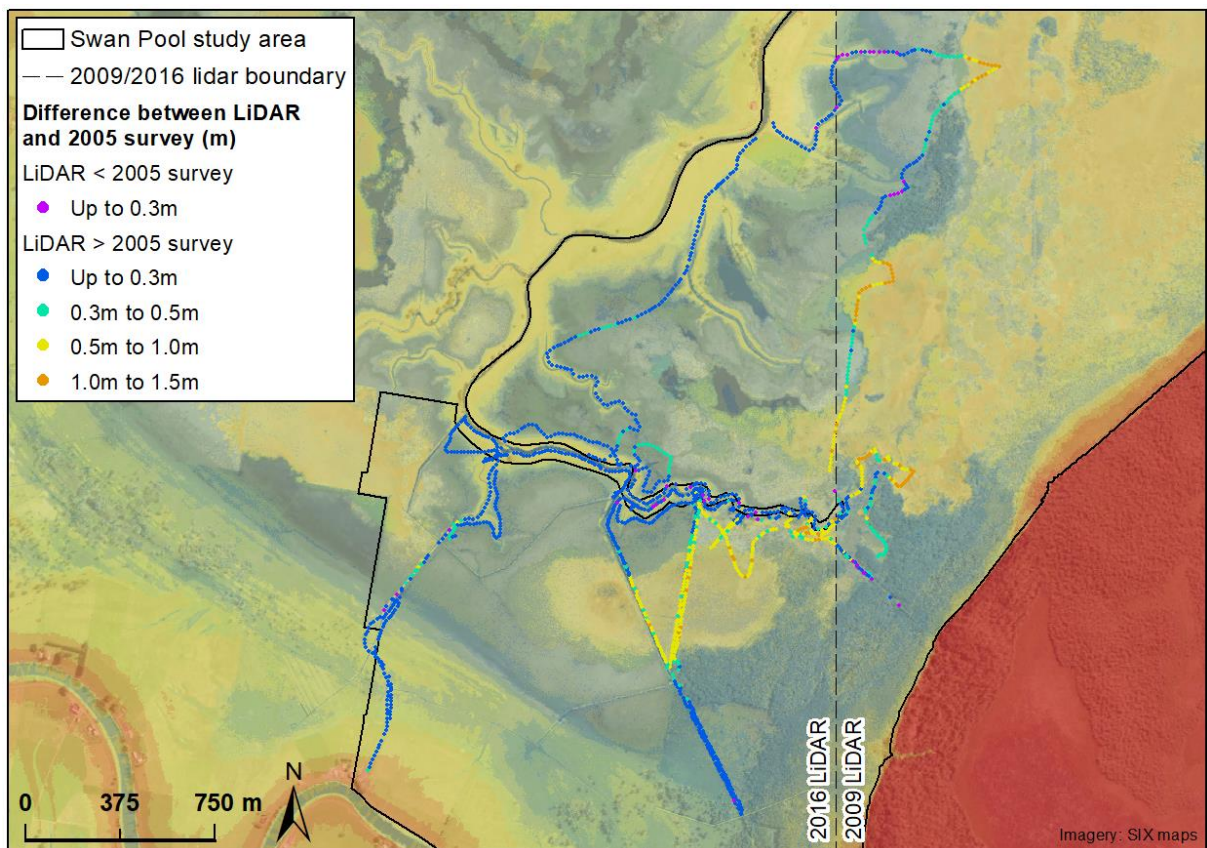 Swan Pool study area
2009/2016 lidar boundary
Difference between LiDAR
and 2005 survey (m)
LiDAR < 2005 survey
Up to 0.3m
LiDAR > 2005 survey
Up to 0.3m
0.3m to 0.5m
0.5m to 1.0m
1.0m to 1.5m
N
0 375 750 m
2016 LiDAR
2009 LiDAR
Imagery: SIX maps